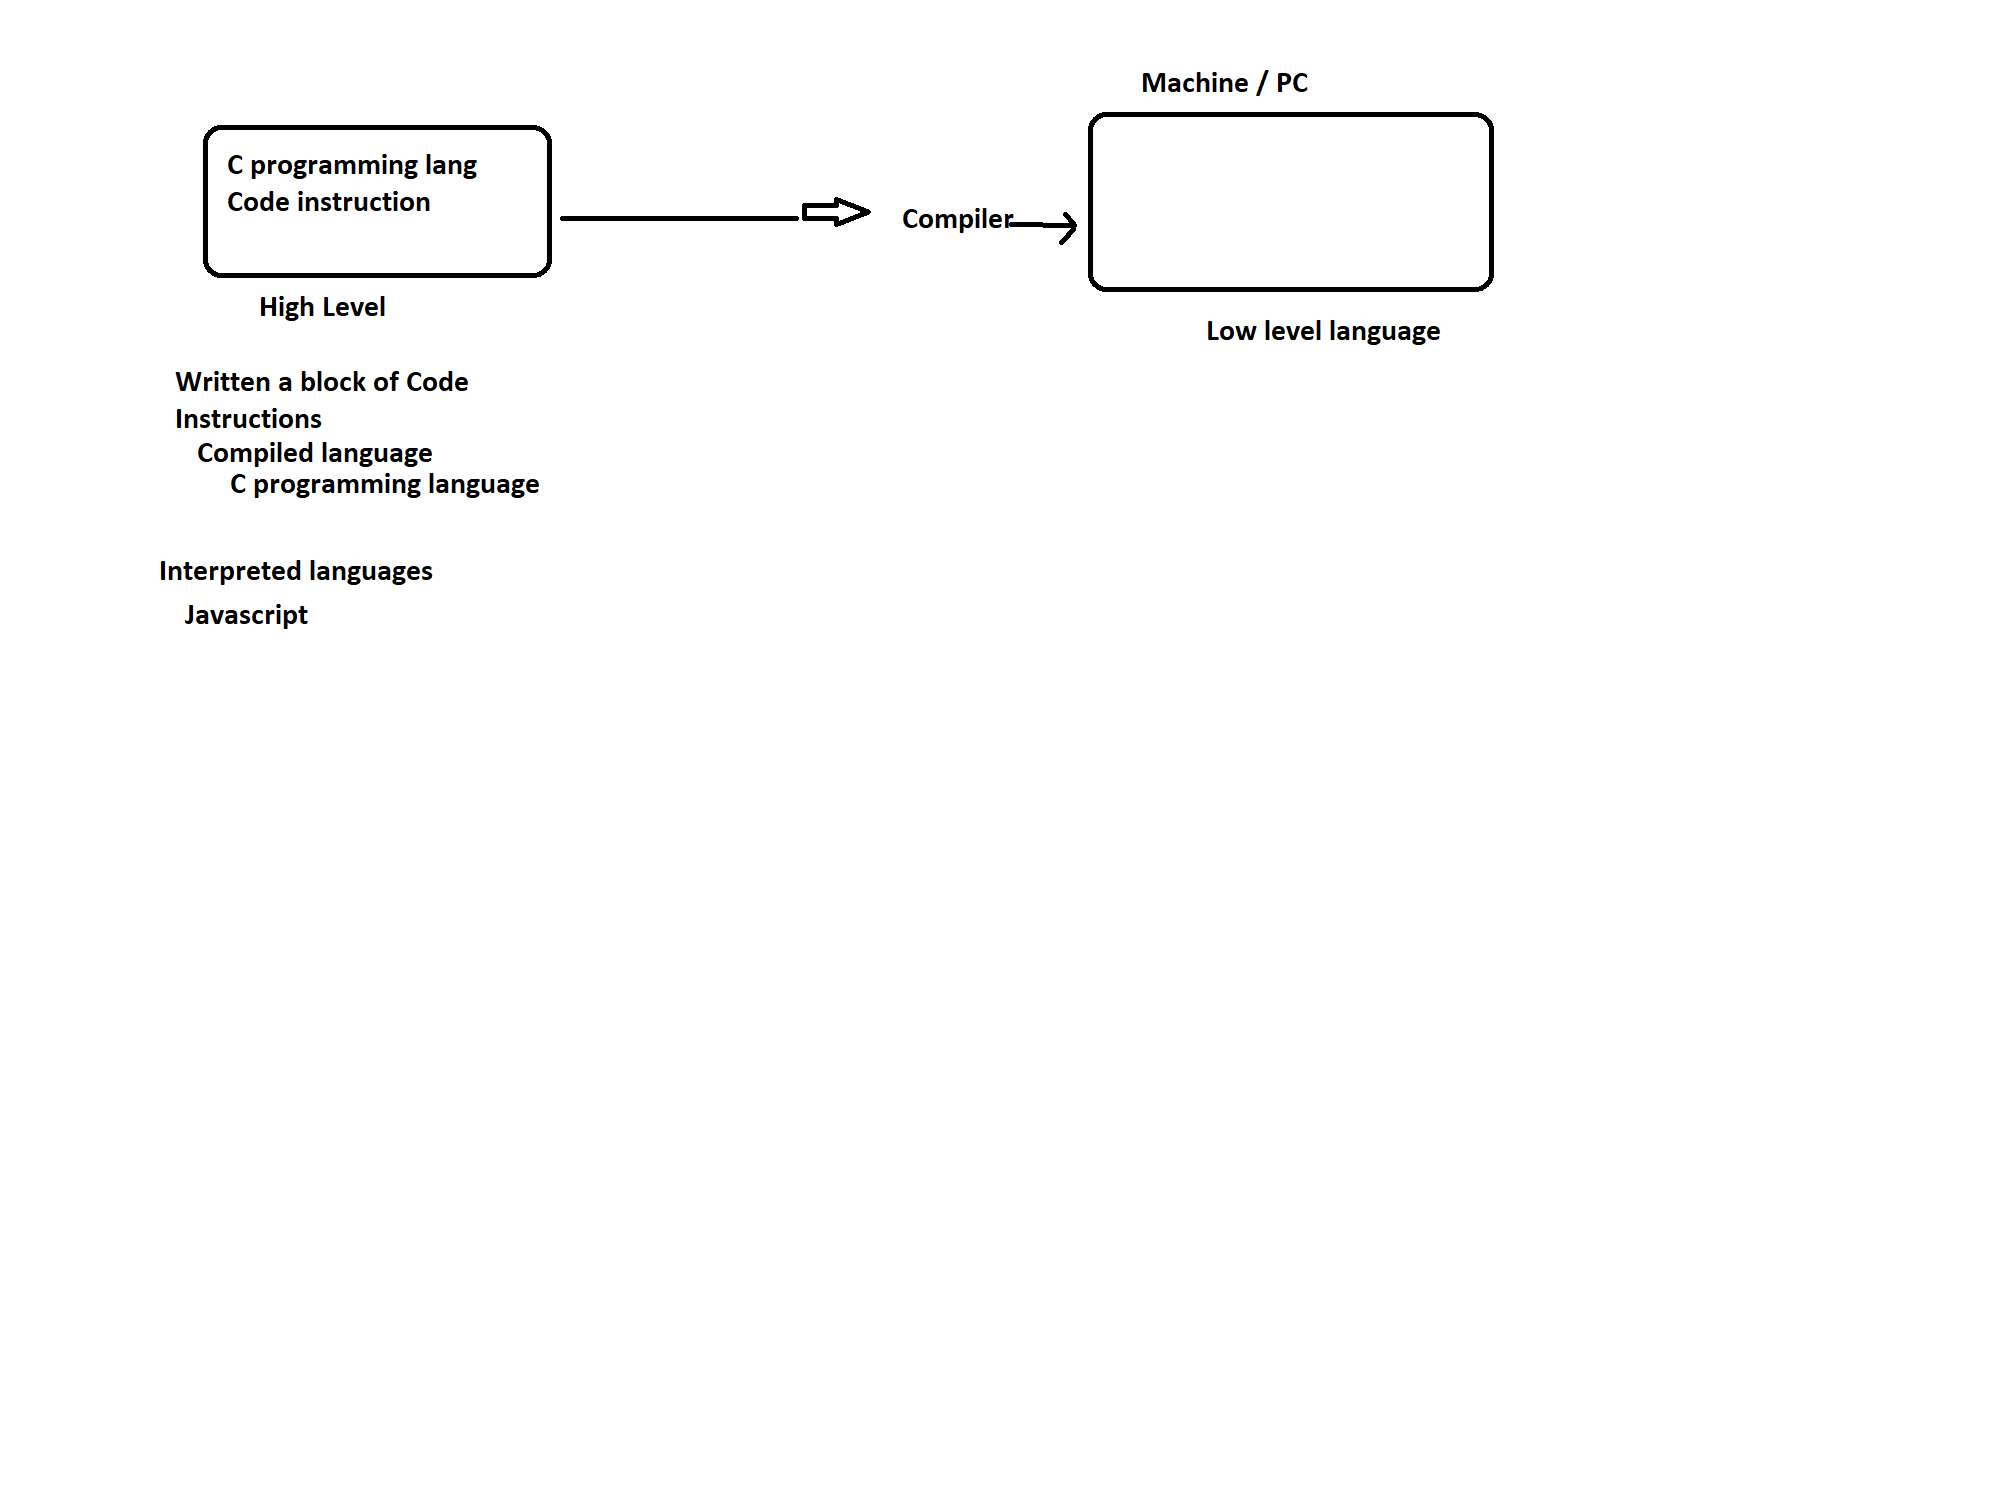 Machine / PC
C programming lang
Code instruction
Compiler
High Level
Low level language
Written a block of Code
Instructions
Compiled language
C programming language
Interpreted languages
Javascript